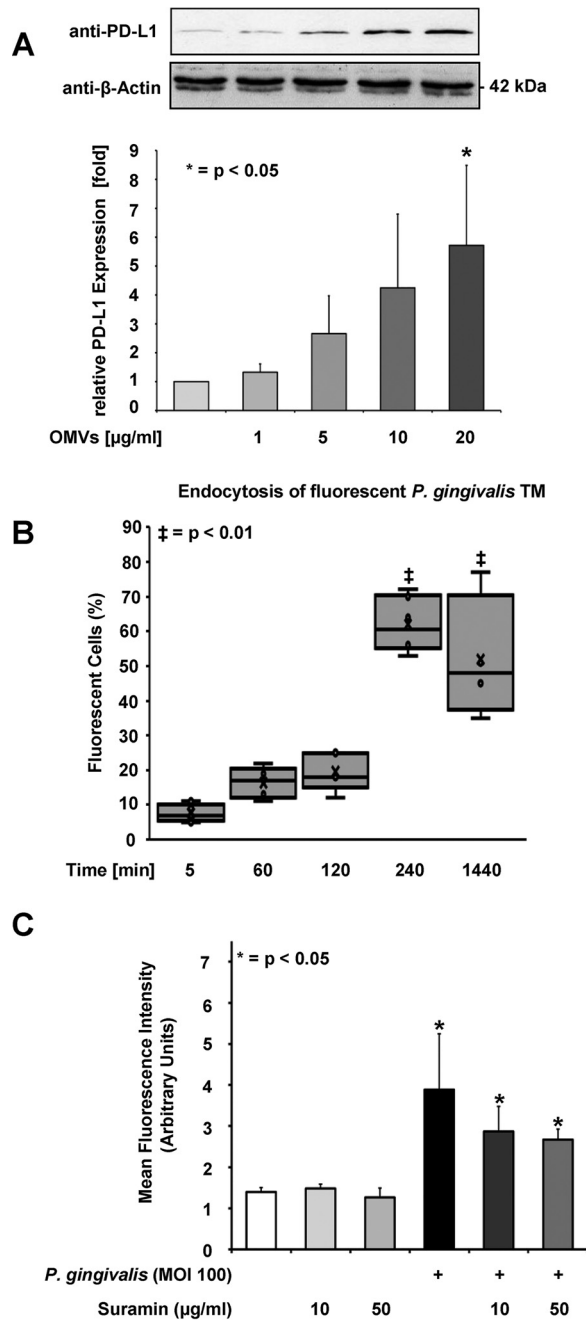 A
anti-PD-L1
anti-β-Actin
- 42 kDa
relative PD-L1 Expression [fold]
9
8
7
6
5
4
3
2
1
0
* = p < 0.05
*
OMVs [µg/ml] 1 5 10 20
Endocytosis of fluorescent P. gingivalis TM
B
Fluorescent Cells (%)
90
80
70
60
50
40
30
20
10
0
‡ = p < 0.01
‡ ‡
Time [min] 5 60 120 240 1440
C
Mean Fluorescence Intensity
(Arbitrary Units)
7
6
5
4
3
2
1
0
* = p < 0.05
* * *
P. gingivalis (MOI 100) + + +
Suramin (µg/ml) 10 50 10 50